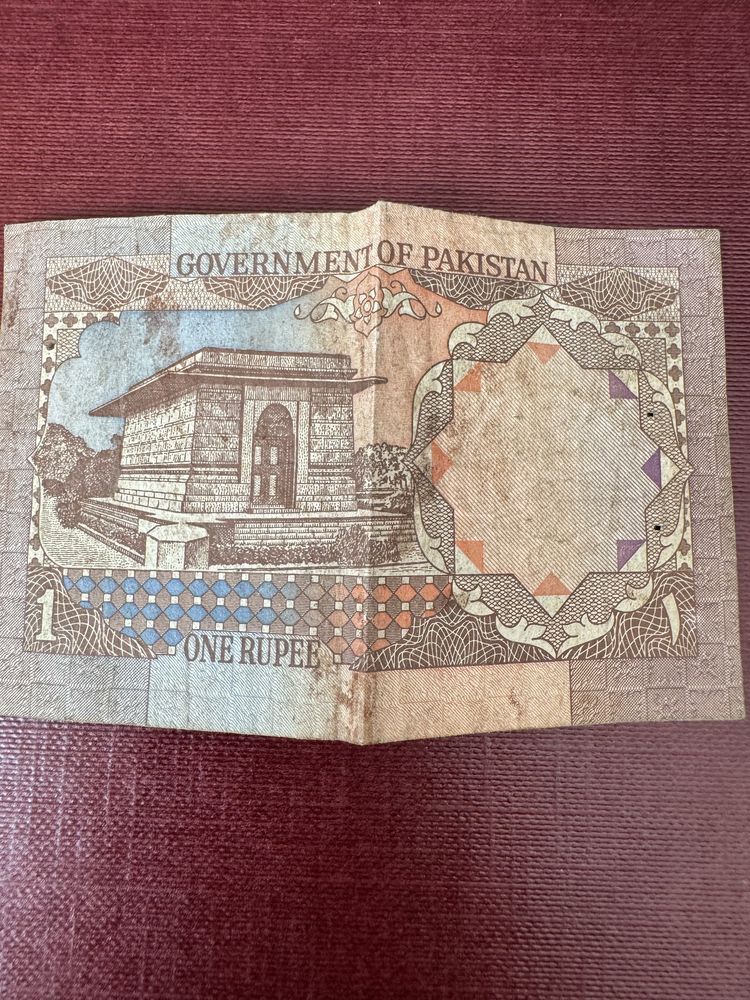 GOVERNMENT OF PAKISTAN
1
ONE RUPEE